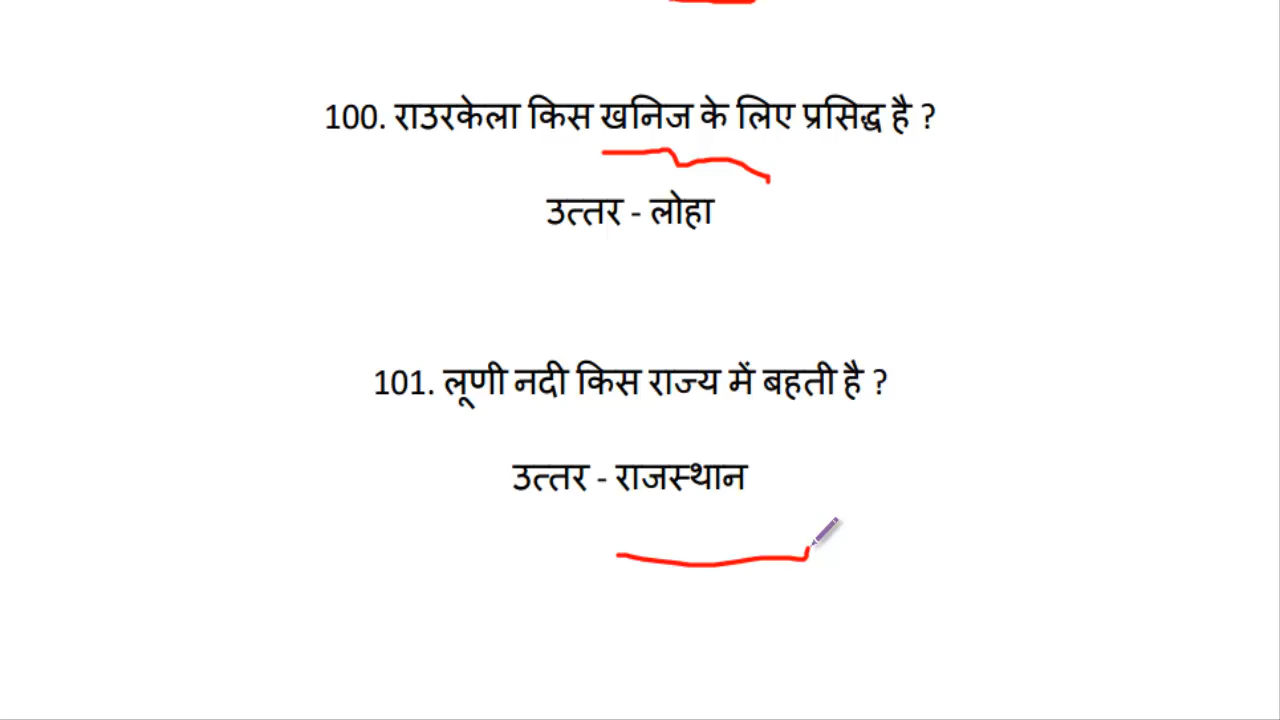 100. राउरकेला किस खनिज के लिए प्रसिद्ध है ?
उत्तर - लोहा
101. लूणी नदी किस राज्य में बहती है ?
उत्तर - राजस्थान